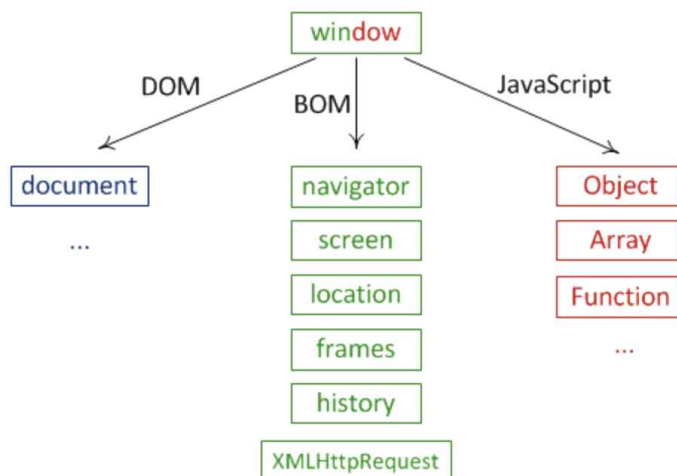 window
DOM
BOM
JavaScript
document
...
navigator
screen
location
frames
history
XMLHttpRequest
Object
Array
Function
...